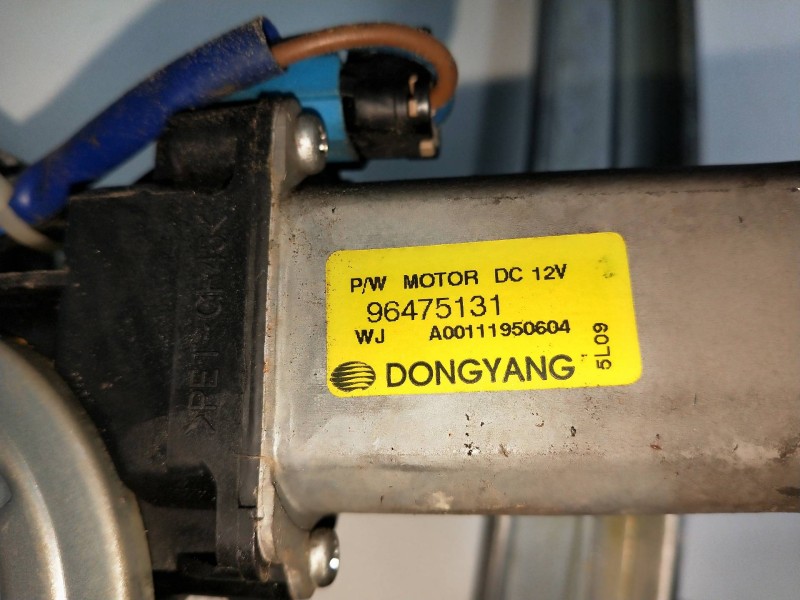 P/W MOTOR DC 12V
96475131
WJ A00111950604
DONGYANG
5L09